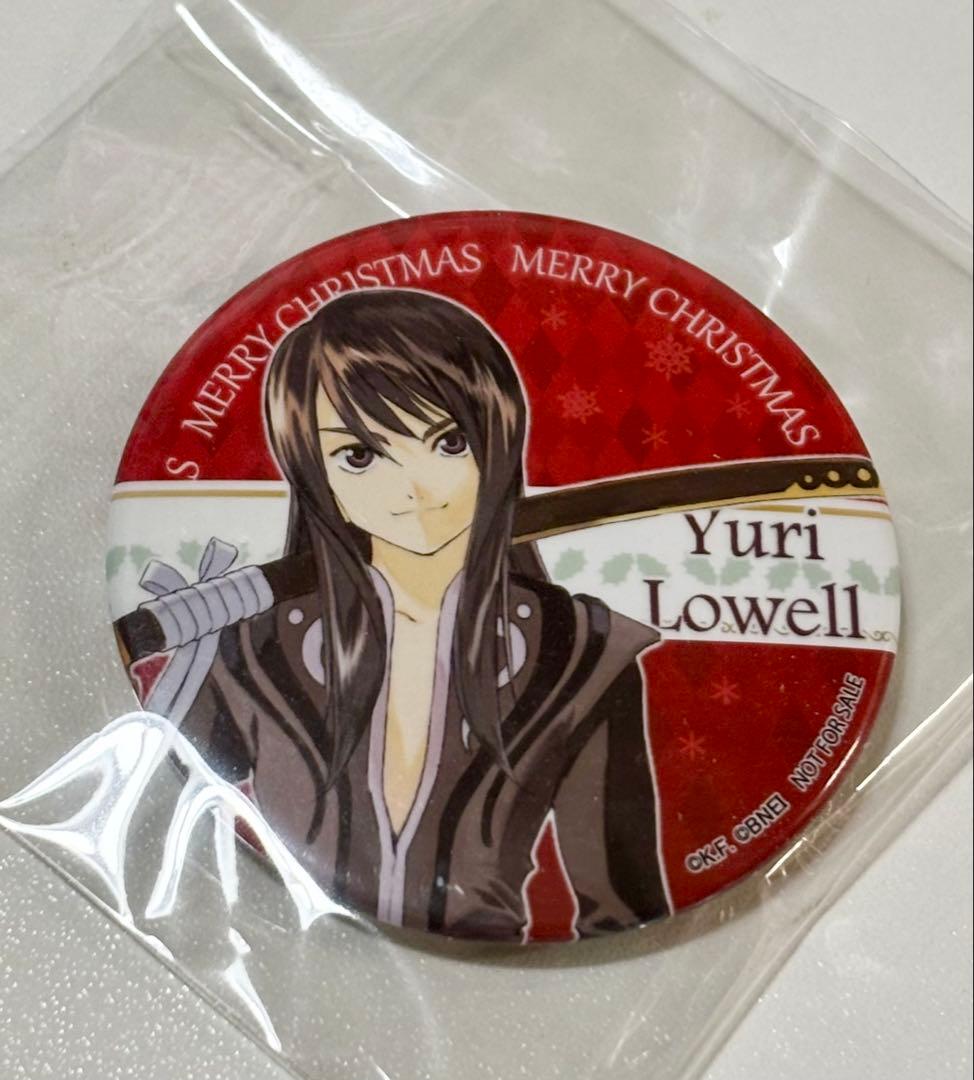 S MERRY CHRISTMAS MERRY CHRISTMAS
Yuri
Lowell
©K.F. ©BNEI NOT FOR SALE